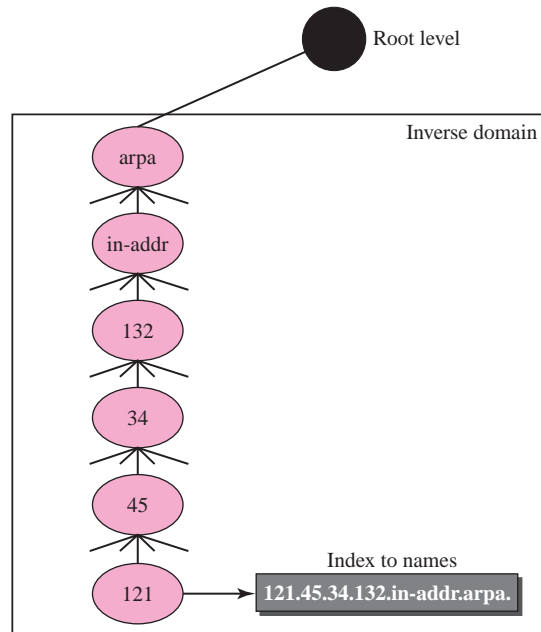 Root level
Inverse domain
arpa
in-addr
132
34
45
Index to names
121
121.45.34.132.in-addr.arpa.